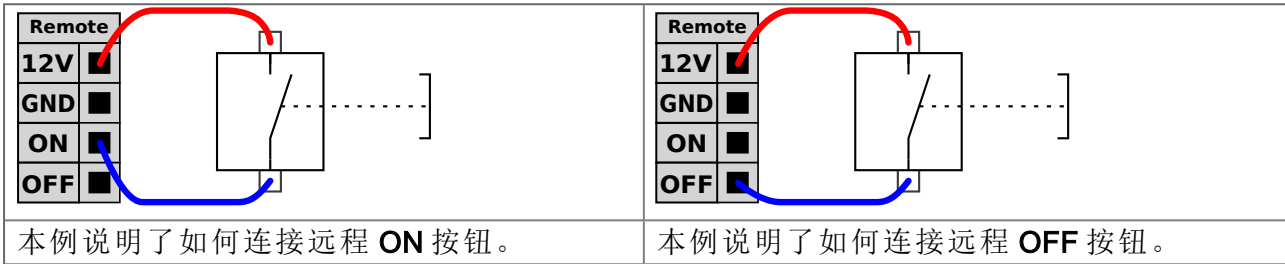 Remote
12V
GND
ON
OFF
本例说明了如何连接远程 ON 按钮。
Remote
12V
GND
ON
OFF
本例说明了如何连接远程 OFF 按钮。